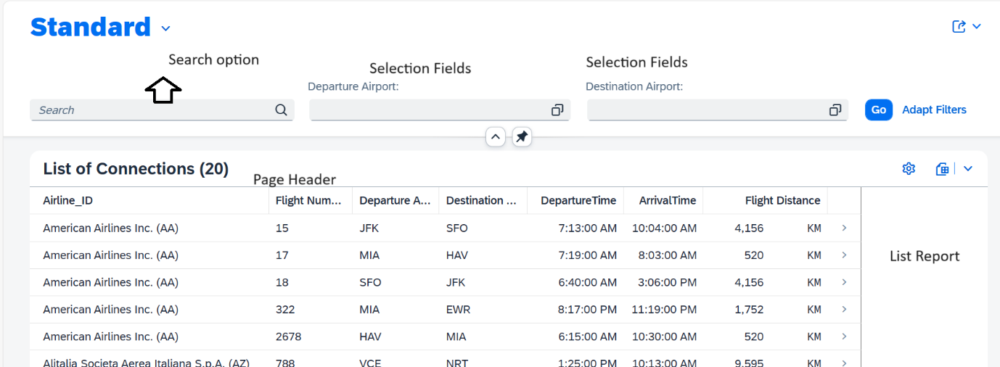 Standard
Search option
Selection Fields
Selection Fields
Departure Airport:
Destination Airport:
Search
Go
Adapt Filters
List of Connections (20)
Page Header
Airline_ID Flight Num... Departure A... Destination ... DepartureTime ArrivalTime Flight Distance
American Airlines Inc. (AA) 15 JFK SFO 7:13:00 AM 10:04:00 AM 4,156 KM
American Airlines Inc. (AA) 17 MIA HAV 7:19:00 AM 8:03:00 AM 520 KM
List Report
American Airlines Inc. (AA) 18 SFO JFK 6:40:00 AM 3:06:00 PM 4,156 KM
American Airlines Inc. (AA) 322 MIA EWR 8:17:00 PM 11:19:00 PM 1,752 KM
American Airlines Inc. (AA) 2678 HAV MIA 6:15:00 AM 10:30:00 AM 520 KM
Alitalia Societa Aerea Italiana S.p.A. (AZ) 788 VCE NRT 1:25:00 PM 10:13:00 AM 9,595 KM